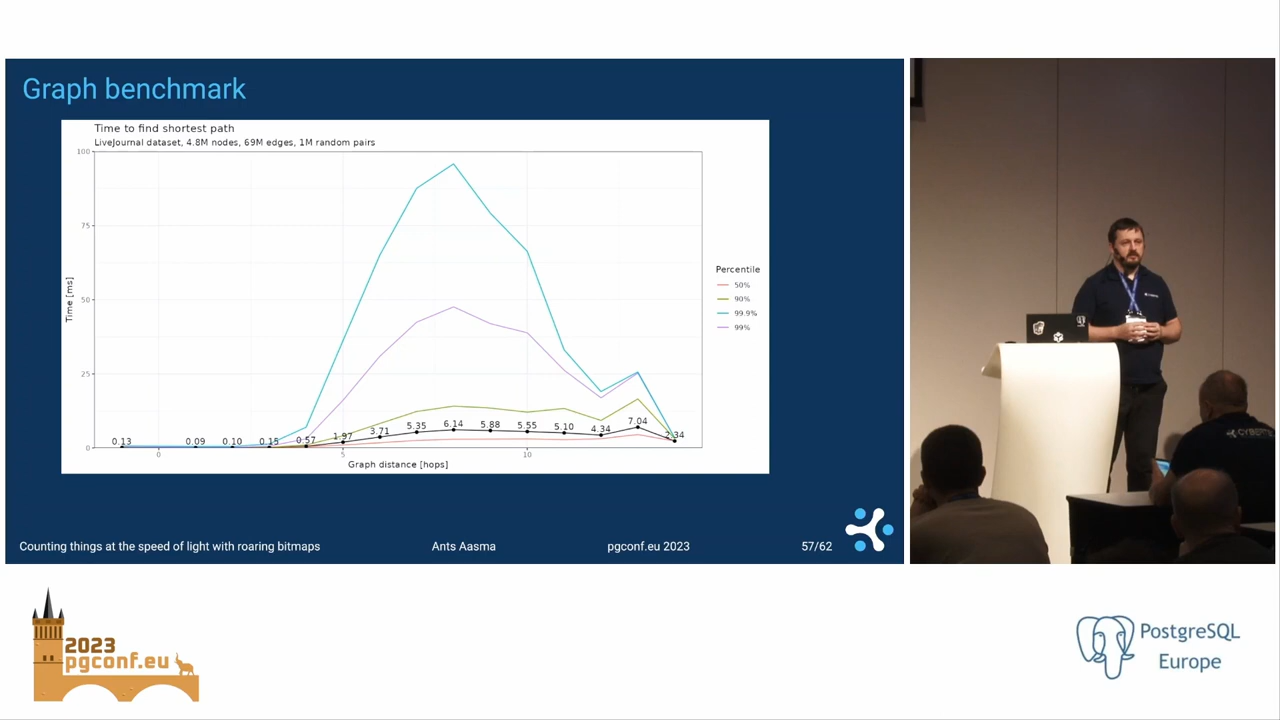 Graph benchmark
Time to find shortest path
LiveJournal dataset, 4.8M nodes, 69M edges, 1M random pairs
100
75
50
25
0
Time [ms]
0.13
0.09
0.10
0.15
0.57
1.97
3.71
5.35
6.14
5.88
5.55
5.10
4.34
7.04
2.34
0
5
10
Graph distance [hops]
Percentile
50%
90%
99.9%
99%
Counting things at the speed of light with roaring bitmaps
Ants Aasma
pgconf.eu 2023
57/62
2023
pgconf.eu
PostgreSQL
Europe